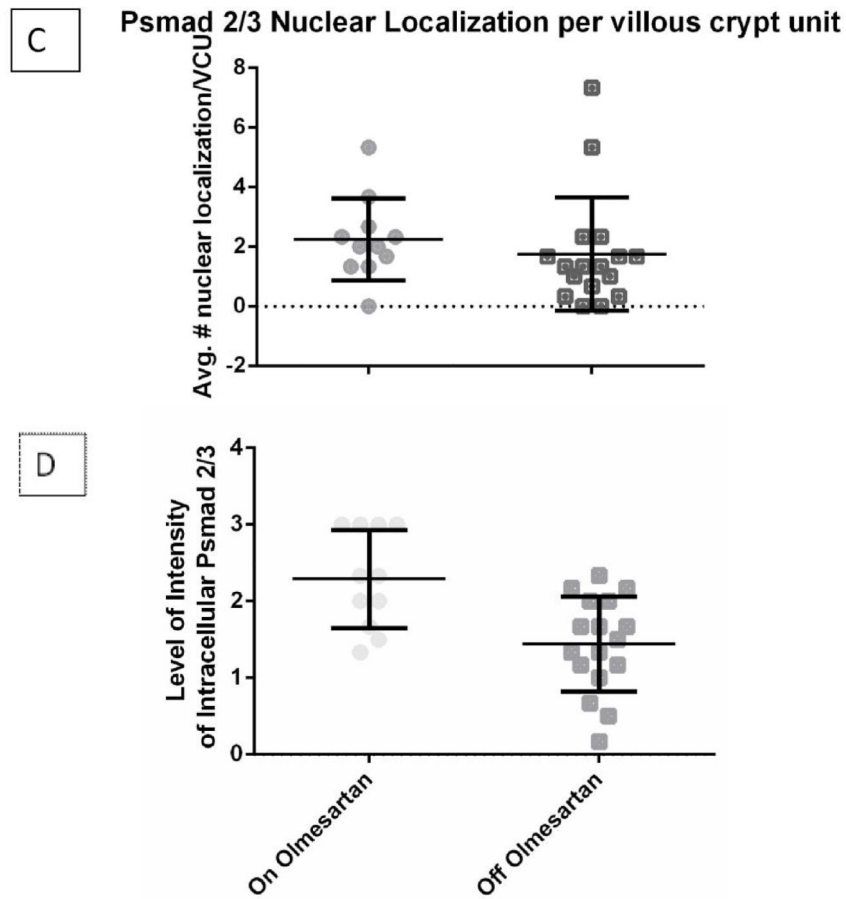 C
Psmad 2/3 Nuclear Localization per villous crypt unit
Avg. # nuclear localization/VCU
8
6
4
2
0
-2
D
Level of Intensity
of Intracellular Psmad 2/3
4
3
2
1
0
On Olmesartan
Off Olmesartan